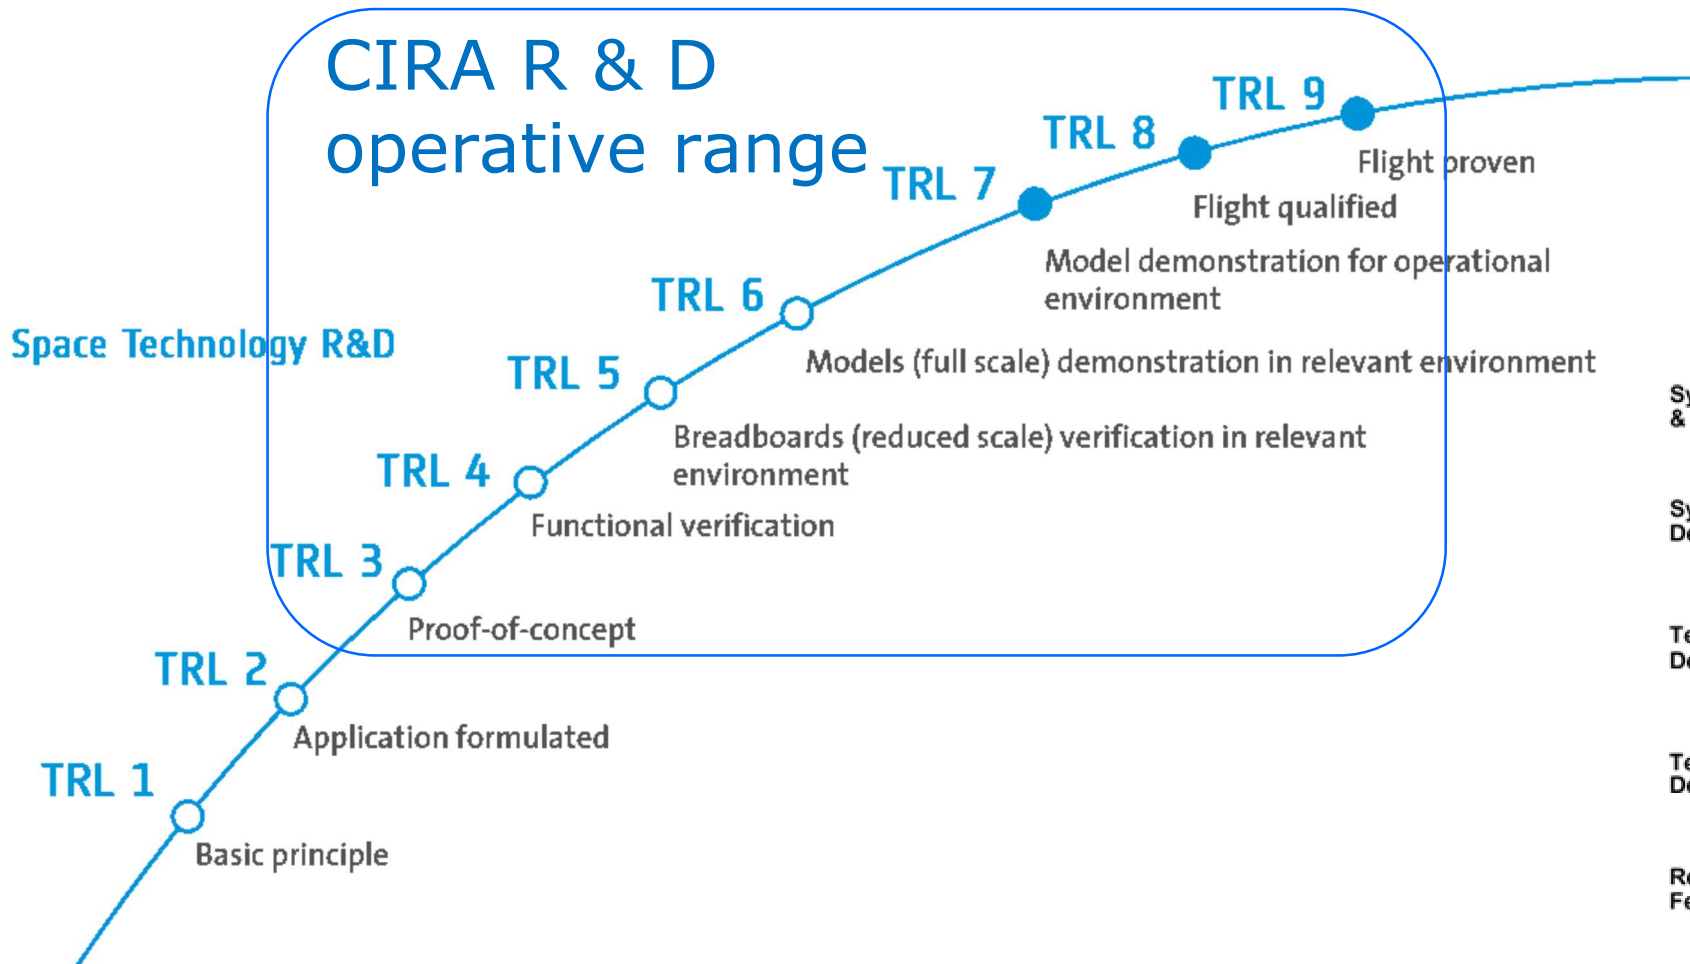 CIRA R & D
operative range
TRL 9
Flight proven
TRL 8
Flight qualified
TRL 7
Model demonstration for operational
environment
TRL 6
Models (full scale) demonstration in relevant environment
Space Technology R&D
TRL 5
Breadboards (reduced scale) verification in relevant
environment
TRL 4
Functional verification
TRL 3
Proof-of-concept
TRL 2
Application formulated
TRL 1
Basic principle
&